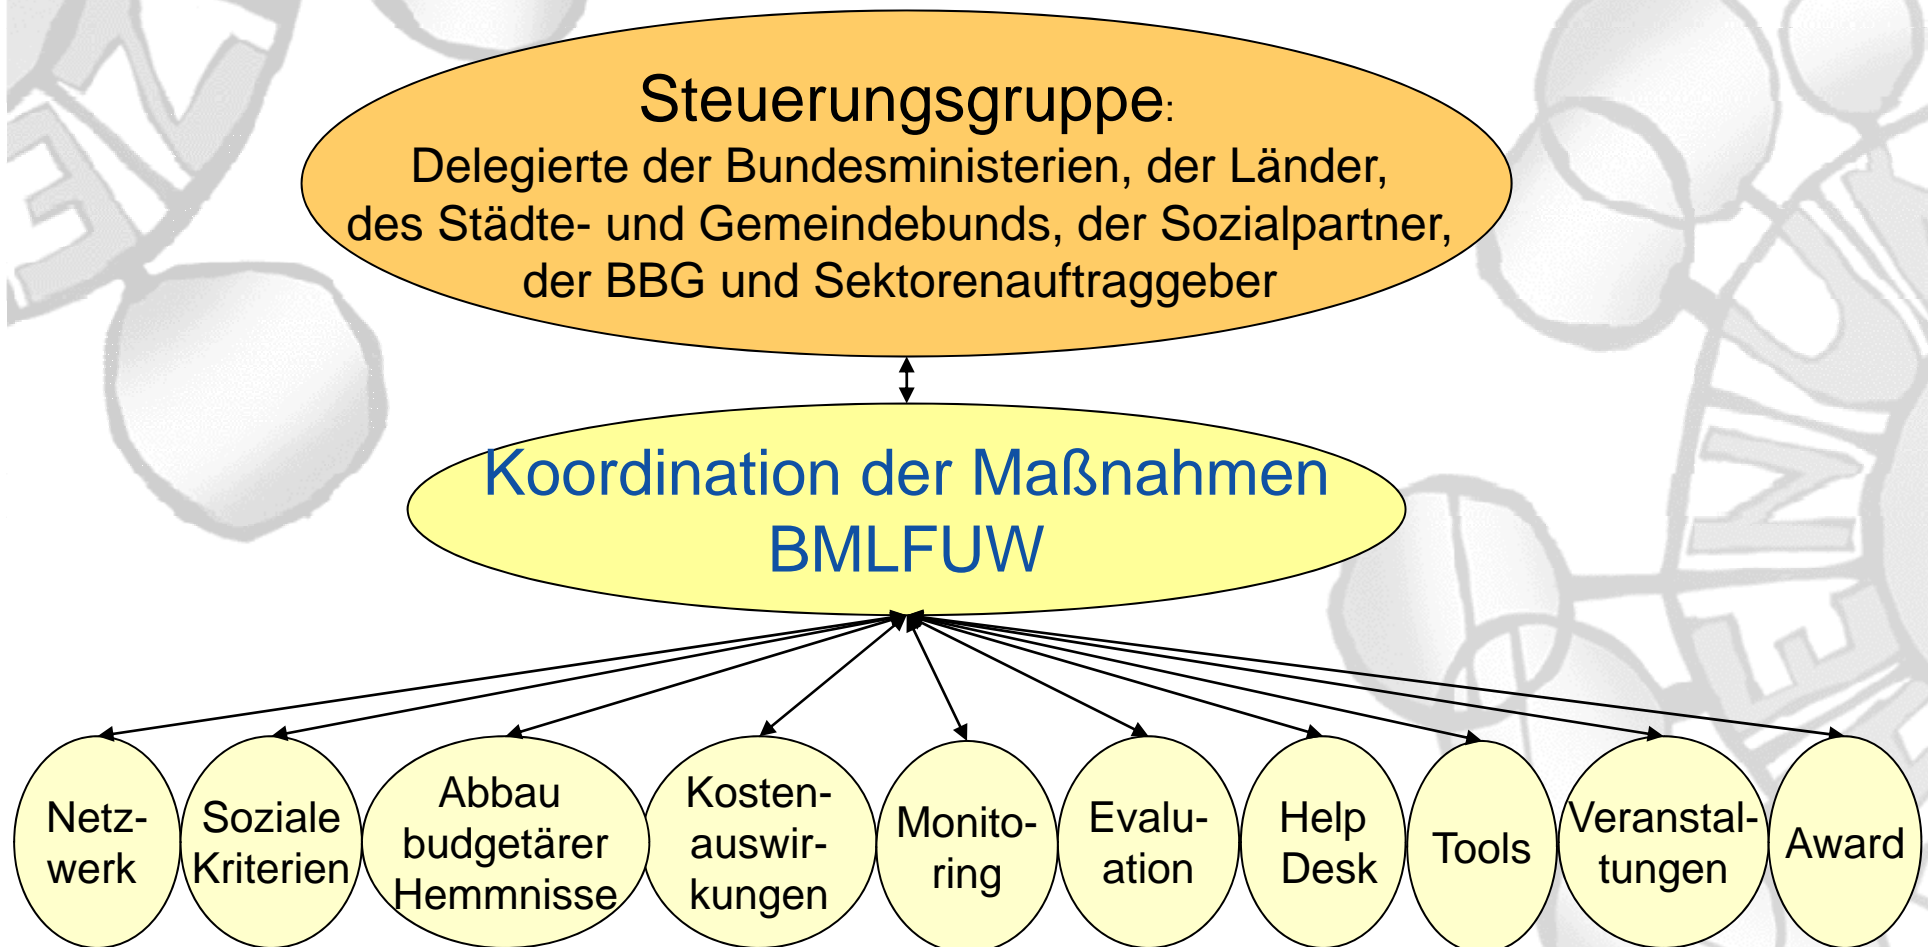 Steuerungsgruppe:
Delegierte der Bundesministerien, der Länder,
des Städte- und Gemeindebunds, der Sozialpartner,
der BBG und Sektorenauftraggeber
Koordination der Maßnahmen
BMLFUW
Netz-
werk
Soziale
Kriterien
Abbau
budgetärer
Hemmnisse
Kosten-
auswir-
kungen
Monito-
ring
Evalu-
ation
Help
Desk
Tools
Veranstal-
tungen
Award